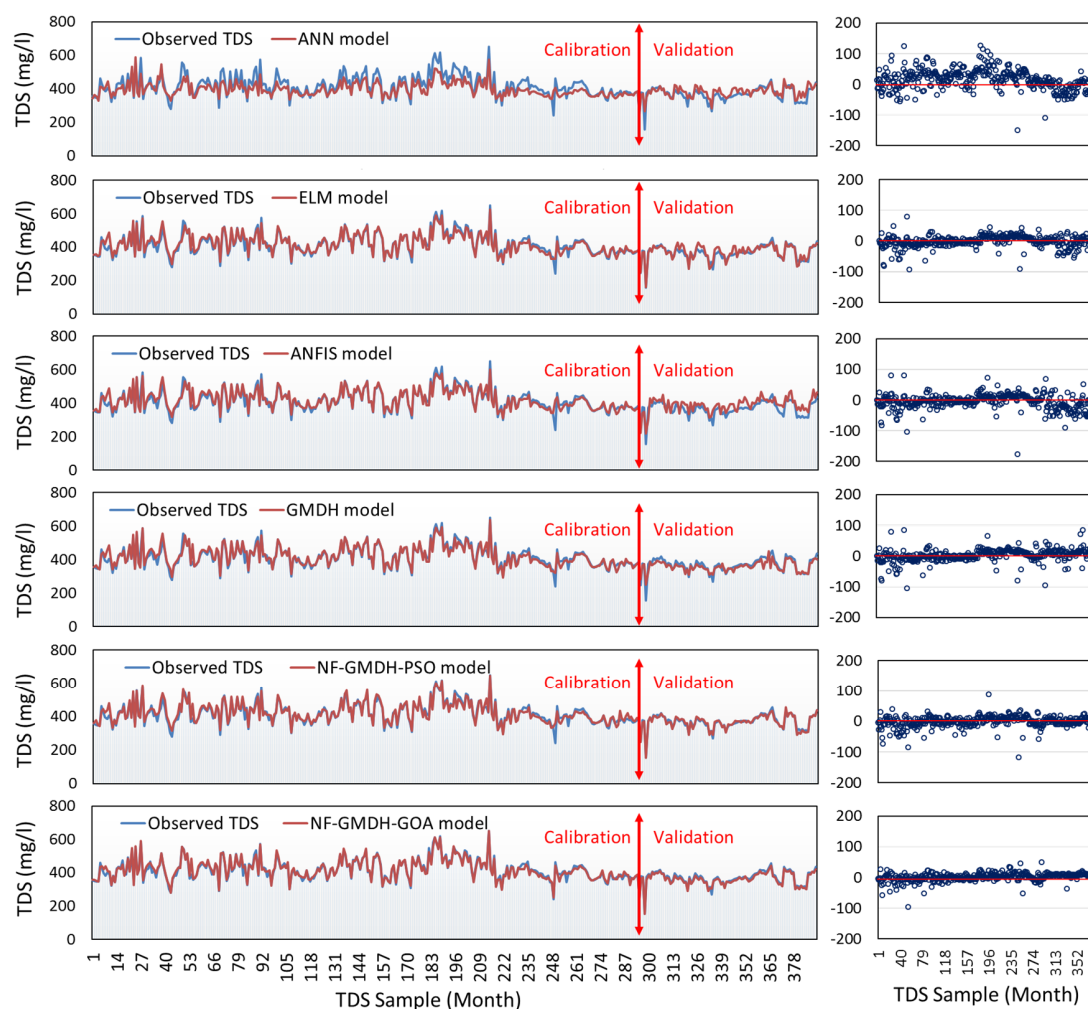 800
600
400
200
0
TDS (mg/l)
Observed TDS
ANN model
Calibration
Validation
200
100
0
-100
-200
800
600
400
200
0
TDS (mg/l)
Observed TDS
ELM model
Calibration
Validation
200
100
0
-100
-200
800
600
400
200
0
TDS (mg/l)
Observed TDS
ANFIS model
Calibration
Validation
200
100
0
-100
-200
800
600
400
200
0
TDS (mg/l)
Observed TDS
GMDH model
Calibration
Validation
200
100
0
-100
-200
800
600
400
200
0
TDS (mg/l)
Observed TDS
NF-GMDH-PSO model
Calibration
Validation
200
100
0
-100
-200
800
600
400
200
0
TDS (mg/l)
Observed TDS
NF-GMDH-GOA model
Calibration
Validation
200
100
0
-100
-200
1 14 27 40 53 66 79 92 105 118 131 144 157 170 183 196 209 222 235 248 261 274 287 300 313 326 339 352 365 378
TDS Sample (Month)
1 40 79 118 157 196 235 274 313 352
TDS Sample (Month)